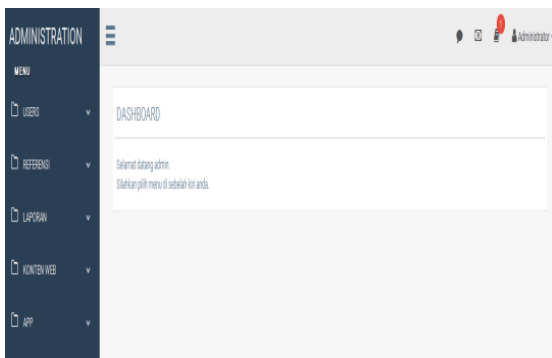 ADMINISTRATION
MENU
USERS
REFERENSI
LAPORAN
KONTEN WEB
APP
1
Administrator
DASHBOARD
Selamat datang admin.
Silahkan pilih menu di sebelah kiri anda.